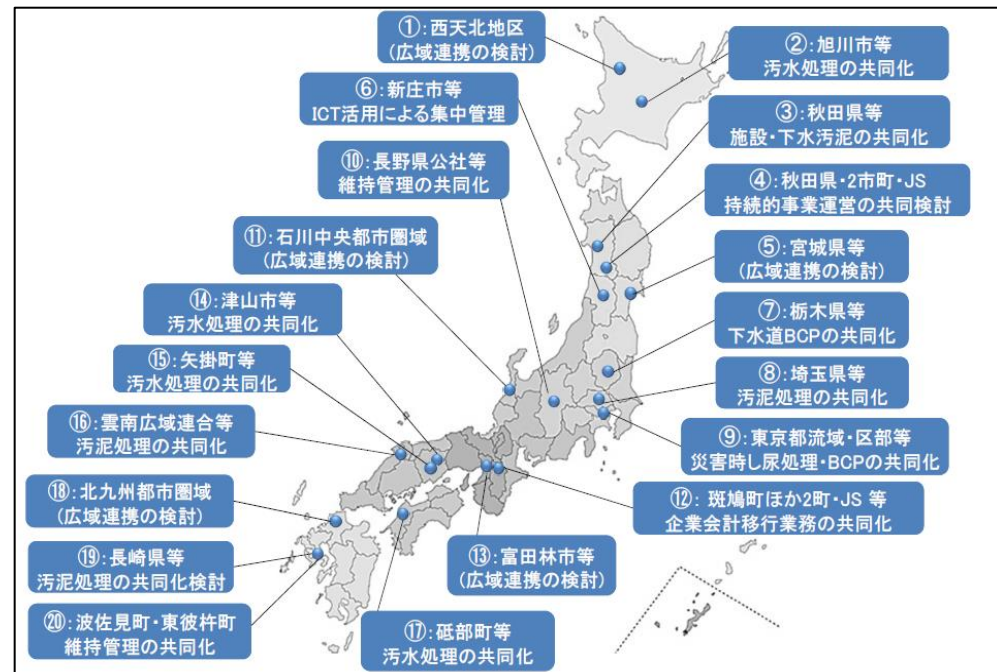 ①:西天北地区
(広域連携の検討)
②:旭川市等
汚水処理の共同化
⑥:新庄市等
ICT活用による集中管理
③:秋田県等
施設・下水汚泥の共同化
⑩:長野県公社等
維持管理の共同化
④:秋田県・2市町・JS
持続的事業運営の共同検討
⑪:石川中央都市圏域
(広域連携の検討)
⑤:宮城県等
(広域連携の検討)
⑭:津山市等
汚水処理の共同化
⑦:栃木県等
下水道BCPの共同化
⑮:矢掛町等
汚水処理の共同化
⑧:埼玉県等
汚泥処理の共同化
⑯:雲南広域連合等
汚泥処理の共同化
⑨:東京都流域・区部等
災害時し尿処理・BCPの共同化
⑱:北九州都市圏域
(広域連携の検討)
⑫:斑鳩町ほか2町・JS 等
企業会計移行業務の共同化
⑲:長崎県等
汚泥処理の共同化検討
⑬:富田林市等
(広域連携の検討)
⑳:波佐見町・東彼杵町
維持管理の共同化
⑰:砥部町等
汚水処理の共同化